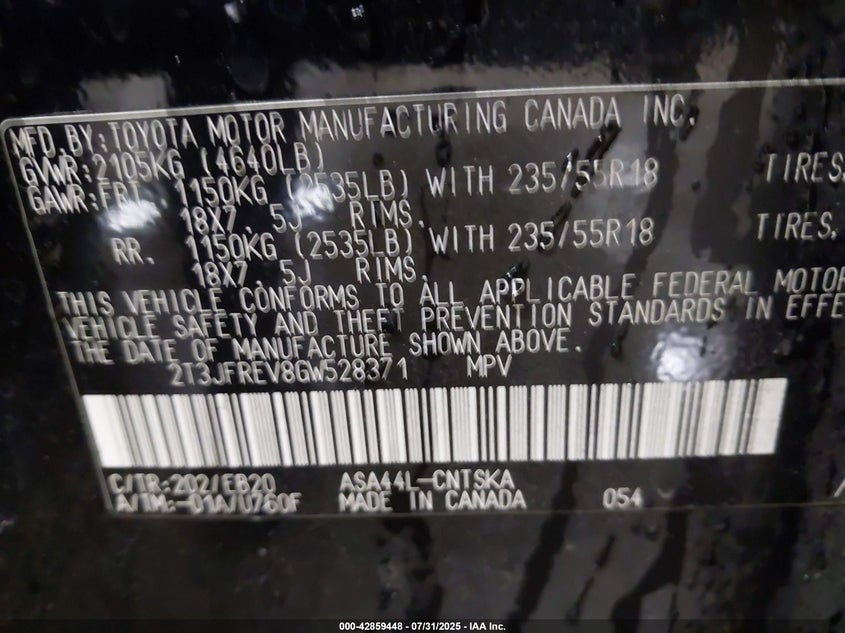 MFD.BY:TOYOTA MOTOR MANUFACTURING CANADA INC.
GVWR:2105KG (4640LB)
GAWR:FRT. 1150KG (2535LB) WITH 235/55R18 TIRES,
18X7, 5J RIMS,
RR. 1150KG (2535LB) WITH 235/55R18 TIRES,
18X7, 5J RIMS,
THIS VEHICLE CONFORMS TO ALL APPLICABLE FEDERAL MOTOR
VEHICLE SAFETY AND THEFT PREVENTION STANDARDS IN EFFE
THE DATE OF MANUFACTURE SHOWN ABOVE.
2T3JFREV8GW528371 MPV
C/TR:202/EB20 ASA44L-CNTSKA
A/TM:-01A/U760F MADE IN CANADA 054
000-42859448 - 07/31/2025 - IAA Inc.